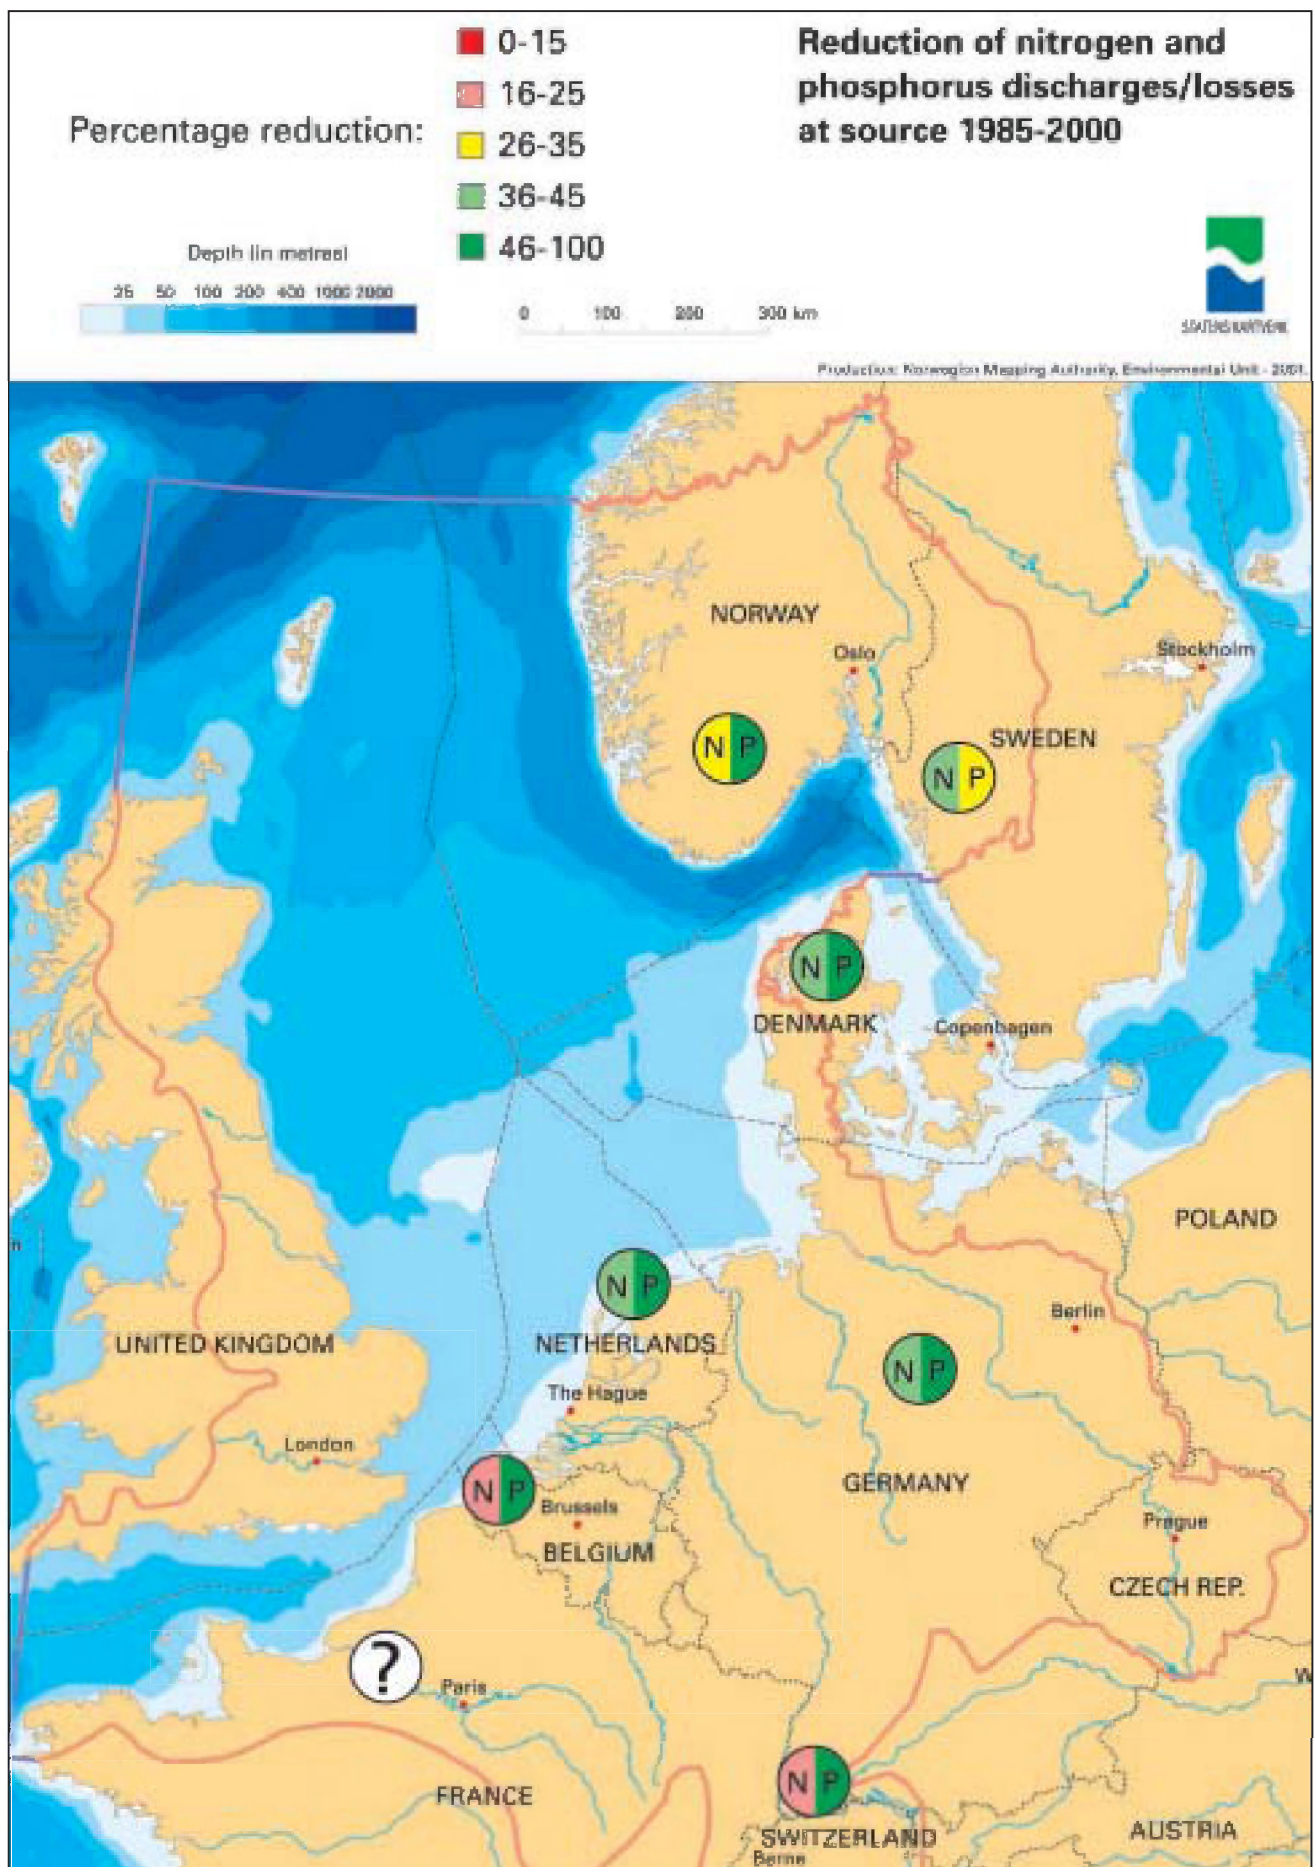 0-15
16-25
26-35
36-45
46-100
Percentage reduction:
Reduction of nitrogen and
phosphorus discharges/losses
at source 1985-2000
Depth (in metres)
25 50 100 200 400 1000 2000
0 100 200 300 km
STATENS KARTVERK
Production: Norwegian Mapping Authority, Environmental Unit - 2001.
NORWAY
Oslo
Stockholm
SWEDEN
N P
N P
N P
DENMARK
Copenhagen
POLAND
N P
Berlin
UNITED KINGDOM
NETHERLANDS
N P
The Hague
London
GERMANY
N P
Brussels
Prague
BELGIUM
CZECH REP.
?
Paris
W
N P
FRANCE
SWITZERLAND
AUSTRIA
Berne